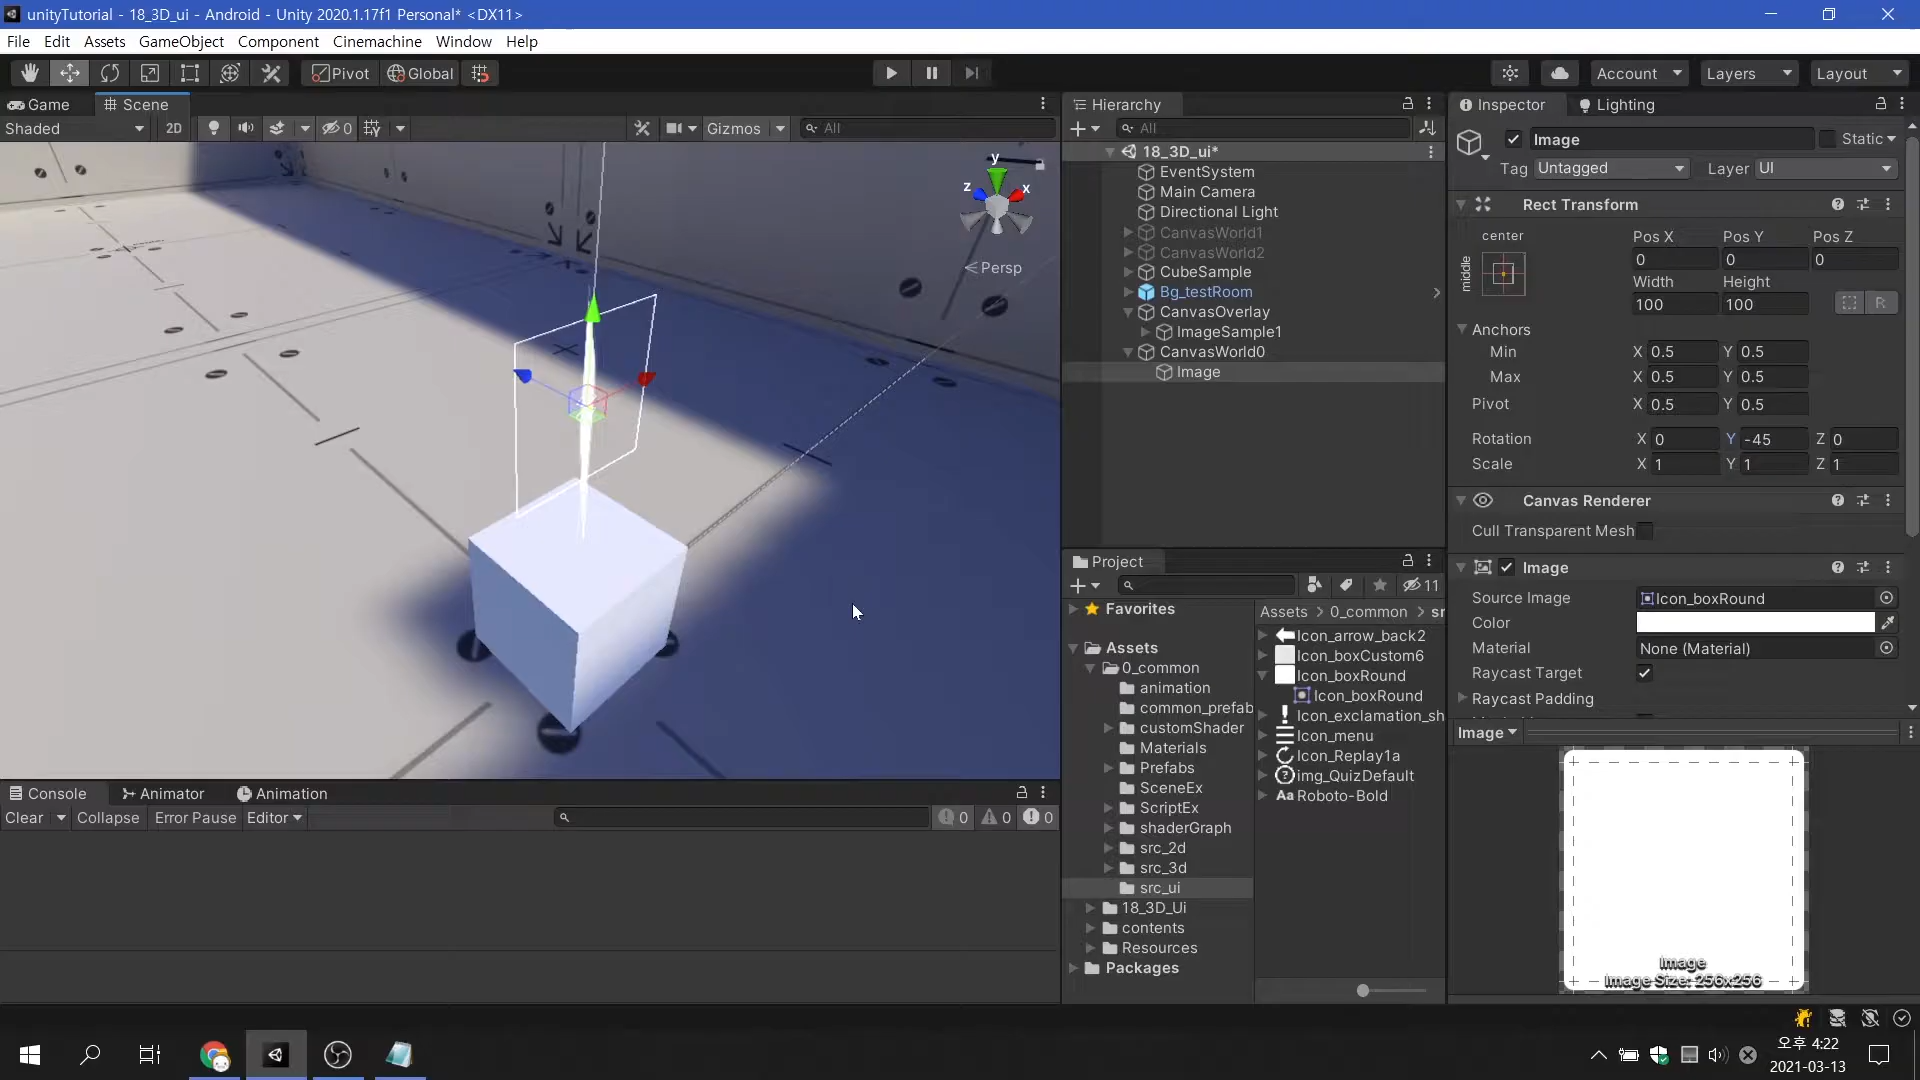 unityTutorial - 18_3D_ui - Android - Unity 2020.1.17f1 Personal* <DX11>
File Edit Assets GameObject Component Cinemachine Window Help
Pivot Global Account Layers Layout
Game Scene
Shaded 2D 0 Gizmos All
y
z x
Persp
Hierarchy
All
18_3D_ui*
EventSystem
Main Camera
Directional Light
CanvasWorld1
CanvasWorld2
CubeSample
Bg_testRoom
CanvasOverlay
ImageSample1
CanvasWorld0
Image
Project
11
Favorites
Assets
0_common
animation
common_prefab
customShader
Materials
Prefabs
SceneEx
ScriptEx
shaderGraph
src_2d
src_3d
src_ui
18_3D_Ui
contents
Resources
Packages
Assets > 0_common > sr
Icon_arrow_back2
Icon_boxCustom6
Icon_boxRound
Icon_boxRound
Icon_exclamation_sh
Icon_menu
Icon_Replay1a
img_QuizDefault
Aa Roboto-Bold
Inspector Lighting
Image Static
Tag Untagged Layer UI
Rect Transform
center
middle
Pos X Pos Y Pos Z
0 0 0
Width Height
100 100 R
Anchors
Min X 0.5 Y 0.5
Max X 0.5 Y 0.5
Pivot X 0.5 Y 0.5
Rotation X 0 Y -45 Z 0
Scale X 1 Y 1 Z 1
Canvas Renderer
Cull Transparent Mesh
Image
Source Image Icon_boxRound
Color
Material None (Material)
Raycast Target
Raycast Padding
Image
Image
Image Size: 256x256
Console Animator Animation
Clear Collapse Error Pause Editor 0 0 0
오후 4:22
2021-03-13